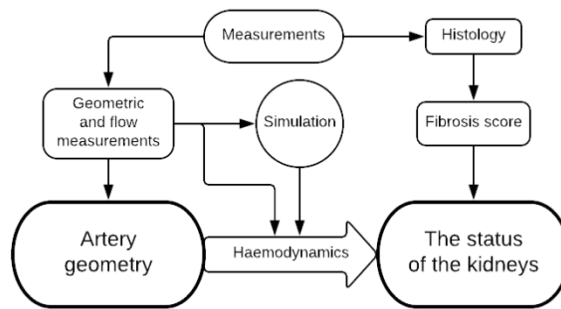 Measurements
Histology
Geometric
and flow
measurements
Simulation
Fibrosis score
Artery
geometry
Haemodynamics
The status
of the kidneys